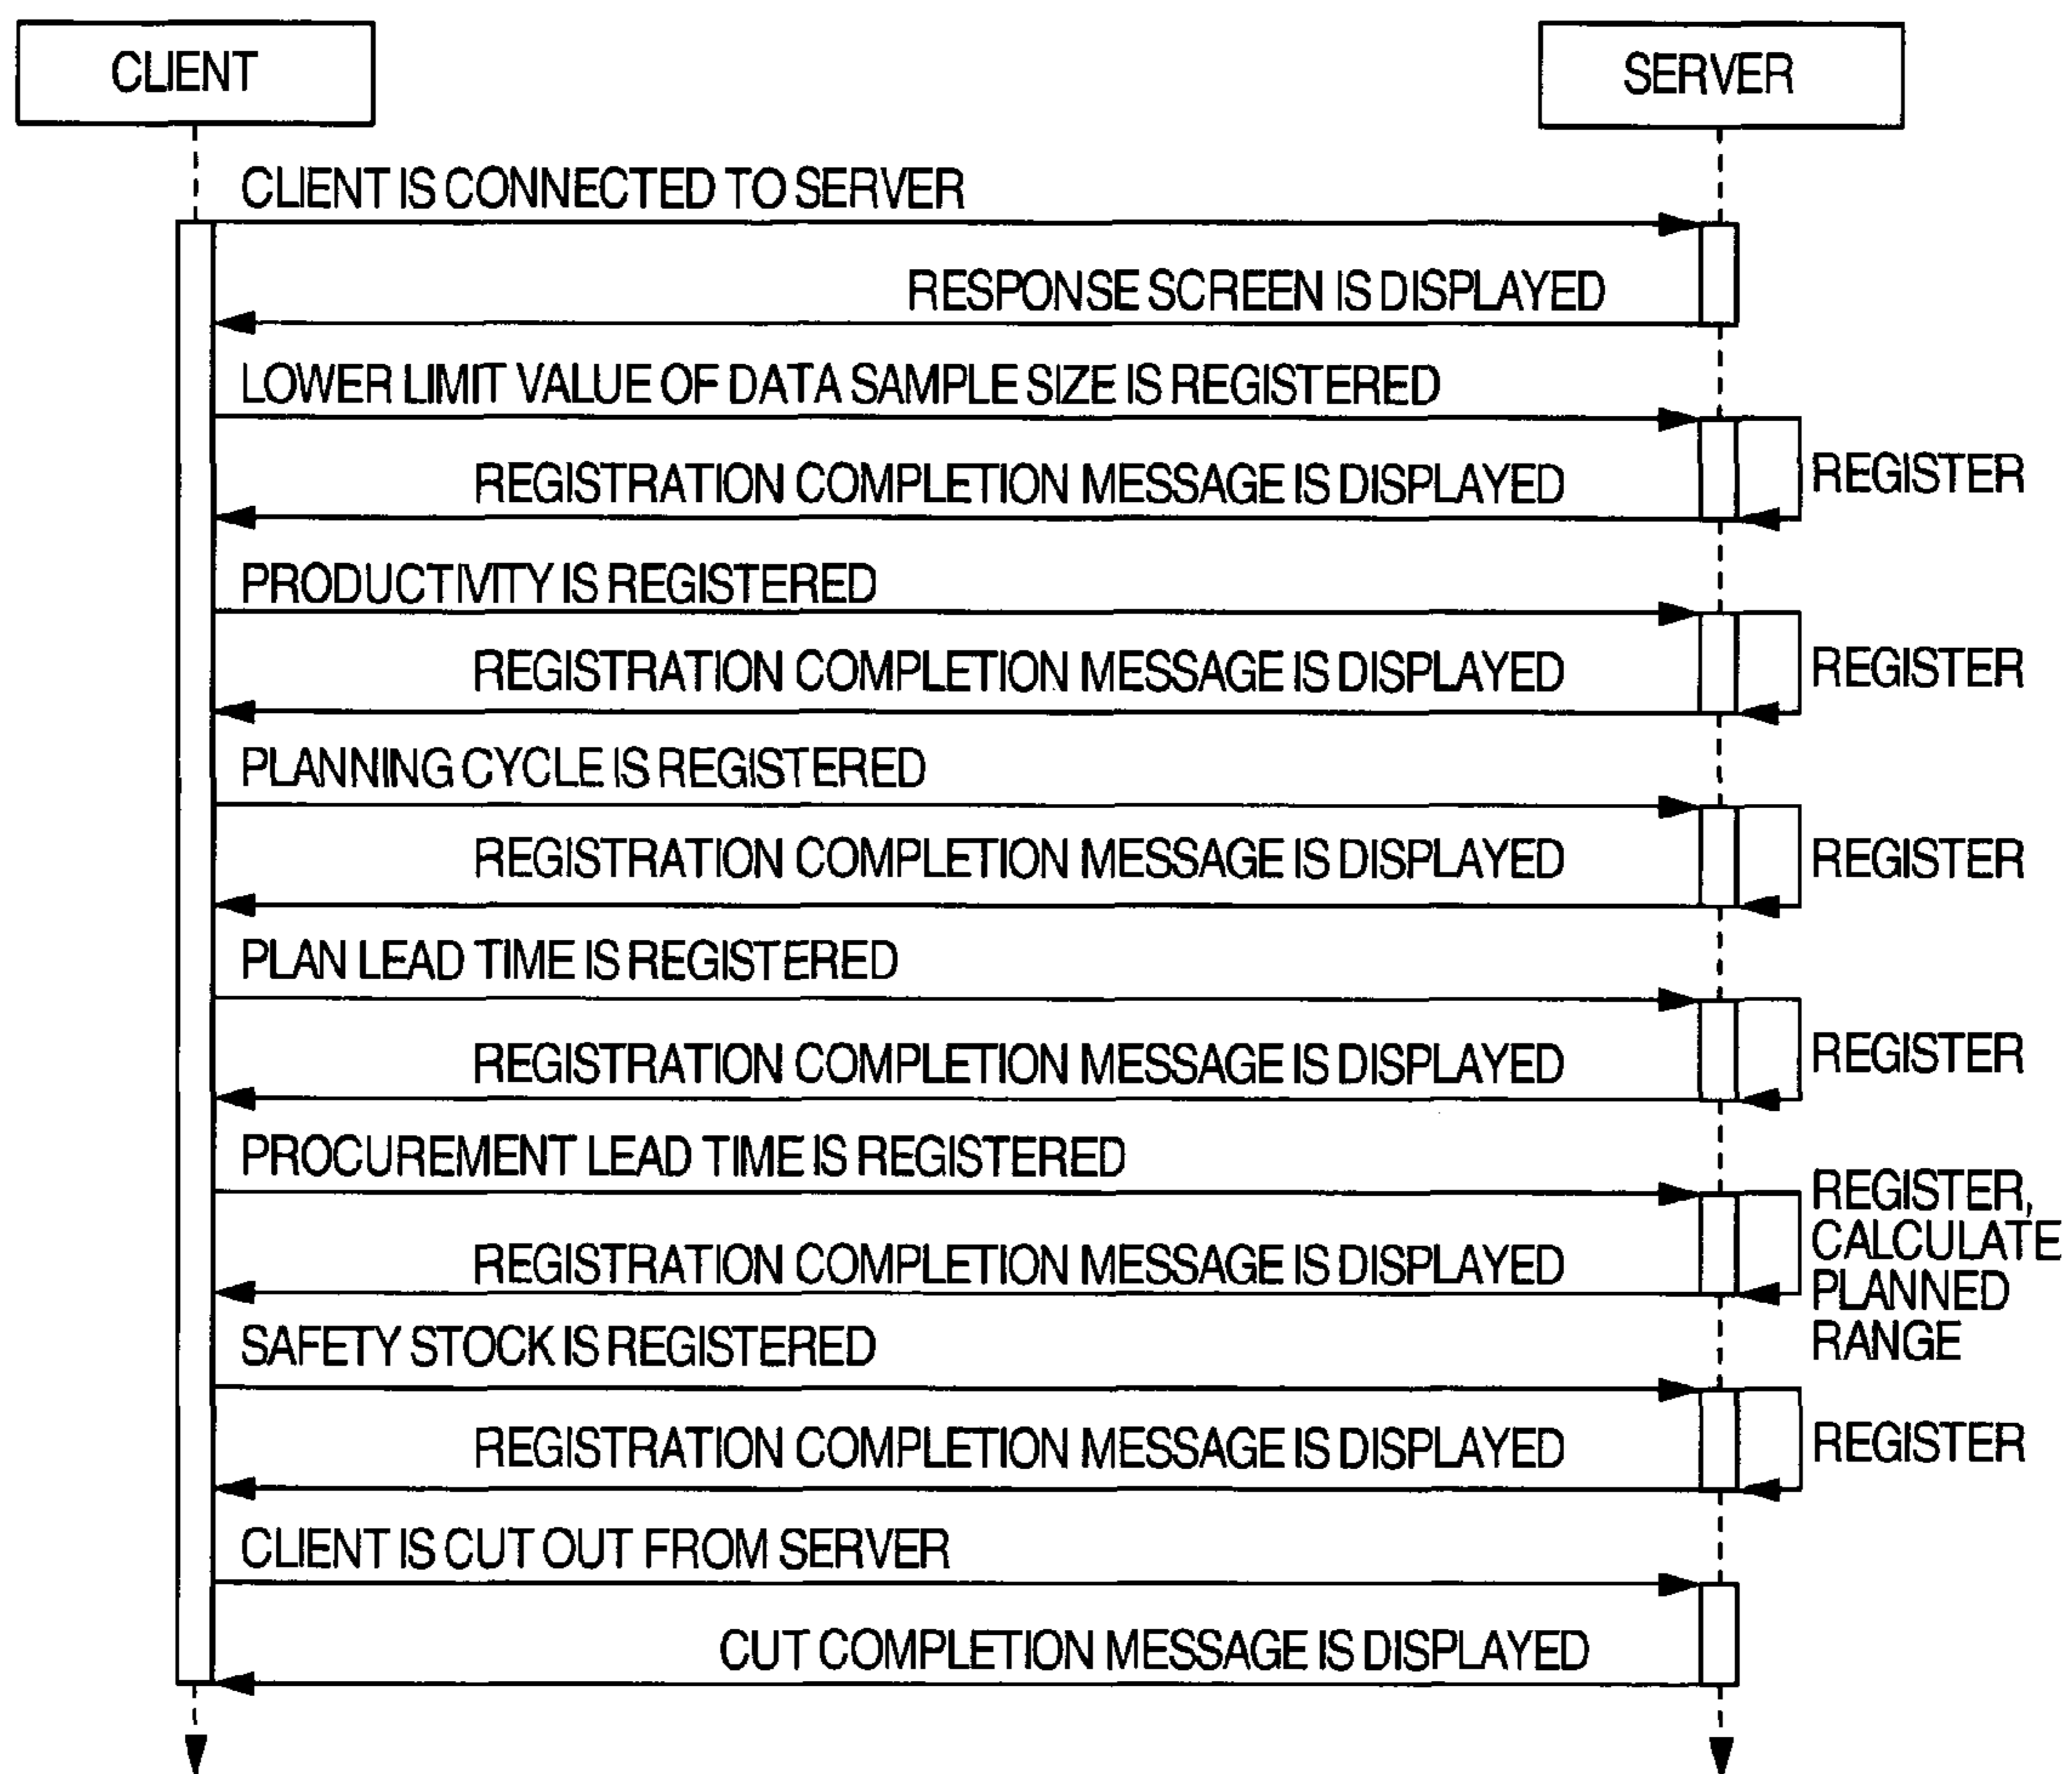 CLIENT
SERVER
CLIENT IS CONNECTED TO SERVER
RESPONSE SCREEN IS DISPLAYED
LOWER LIMIT VALUE OF DATA SAMPLE SIZE IS REGISTERED
REGISTRATION COMPLETION MESSAGE IS DISPLAYED
REGISTER
PRODUCTIVITY IS REGISTERED
REGISTRATION COMPLETION MESSAGE IS DISPLAYED
REGISTER
PLANNING CYCLE IS REGISTERED
REGISTRATION COMPLETION MESSAGE IS DISPLAYED
REGISTER
PLAN LEAD TIME IS REGISTERED
REGISTRATION COMPLETION MESSAGE IS DISPLAYED
REGISTER
PROCUREMENT LEAD TIME IS REGISTERED
REGISTRATION COMPLETION MESSAGE IS DISPLAYED
REGISTER,
CALCULATE
PLANNED
RANGE
SAFETY STOCK IS REGISTERED
REGISTRATION COMPLETION MESSAGE IS DISPLAYED
REGISTER
CLIENT IS CUT OUT FROM SERVER
CUT COMPLETION MESSAGE IS DISPLAYED